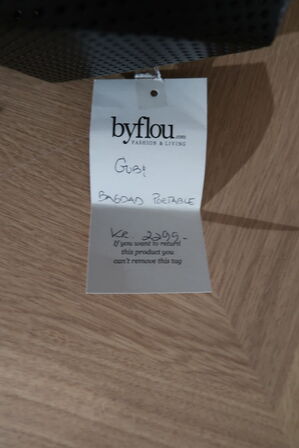 byflou.com
FASHION & LIVING
GUBI
BAGDAD PORTABLE
KR. 2299-
If you want to return
this product you
can't remove this tag